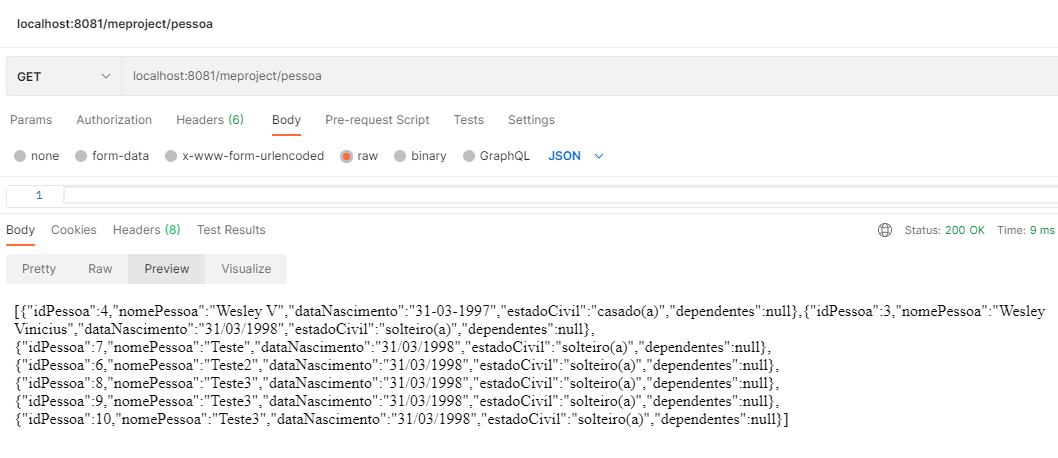 localhost:8081/meproject/pessoa
GET localhost:8081/meproject/pessoa
Params Authorization Headers (6) Body Pre-request Script Tests Settings
none form-data x-www-form-urlencoded raw binary GraphQL JSON
1
Body Cookies Headers (8) Test Results Status: 200 OK Time: 9 ms
Pretty Raw Preview Visualize
[{"idPessoa":4,"nomePessoa":"Wesley V","dataNascimento":"31-03-1997","estadoCivil":"casado(a)","dependentes":null},{"idPessoa":3,"nomePessoa":"Wesley
Vinicius","dataNascimento":"31/03/1998","estadoCivil":"solteiro(a)","dependentes":null},
{"idPessoa":7,"nomePessoa":"Teste","dataNascimento":"31/03/1998","estadoCivil":"solteiro(a)","dependentes":null},
{"idPessoa":6,"nomePessoa":"Teste2","dataNascimento":"31/03/1998","estadoCivil":"solteiro(a)","dependentes":null},
{"idPessoa":8,"nomePessoa":"Teste3","dataNascimento":"31/03/1998","estadoCivil":"solteiro(a)","dependentes":null},
{"idPessoa":9,"nomePessoa":"Teste3","dataNascimento":"31/03/1998","estadoCivil":"solteiro(a)","dependentes":null},
{"idPessoa":10,"nomePessoa":"Teste3","dataNascimento":"31/03/1998","estadoCivil":"solteiro(a)","dependentes":null}]